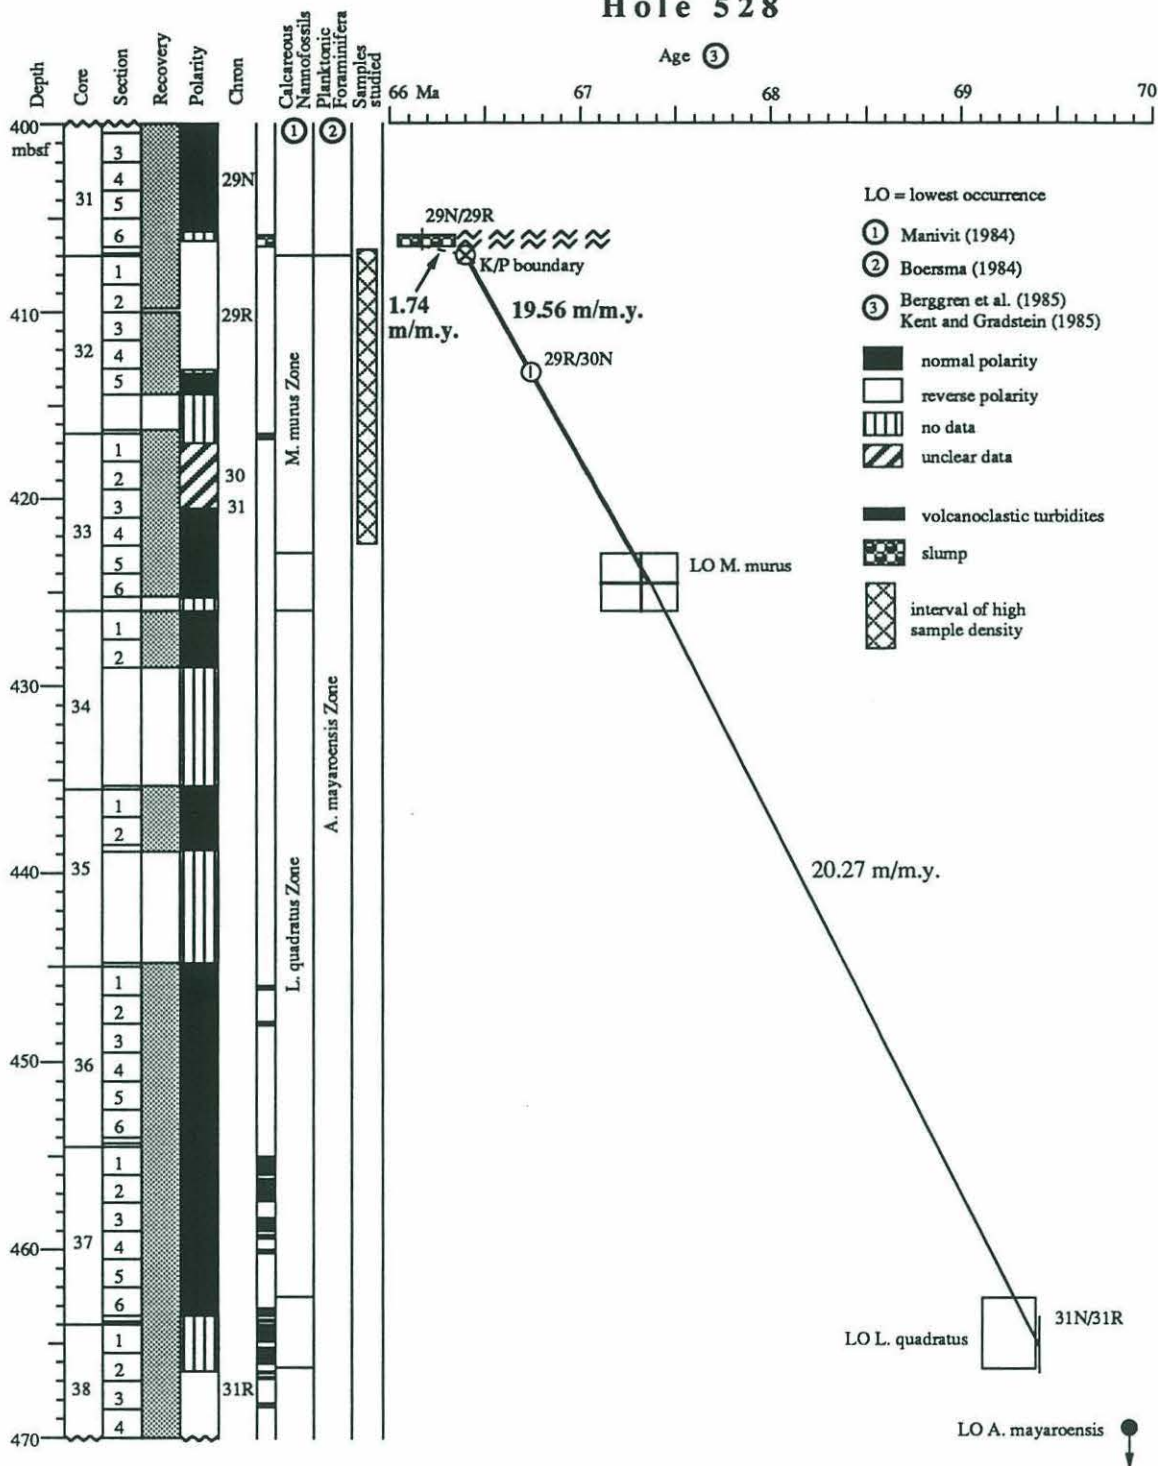 Hole 528
Age 3
Depth
Core
Section
Recovery
Polarity
Chron
Calcareous
Nannofossils
1
Planktonic
Foraminifera
2
Samples
studied
66 Ma
67
68
69
70
400
mbsf
410
420
430
440
450
460
470
31
32
33
34
35
36
37
38
3
4
5
6
1
2
3
4
5
1
2
3
4
5
6
1
2
1
2
1
2
3
4
5
6
1
2
3
4
5
6
1
2
3
4
29N
29R
30
31
31R
M. murus Zone
L. quadratus Zone
A. mayaroensis Zone
29N/29R
K/P boundary
1.74
m/m.y.
19.56 m/m.y.
29R/30N
LO M. murus
20.27 m/m.y.
31N/31R
LO L. quadratus
LO A. mayaroensis
LO = lowest occurrence
1 Manivit (1984)
2 Boersma (1984)
3 Berggren et al. (1985)
Kent and Gradstein (1985)
normal polarity
reverse polarity
no data
unclear data
volcanoclastic turbidites
slump
interval of high
sample density